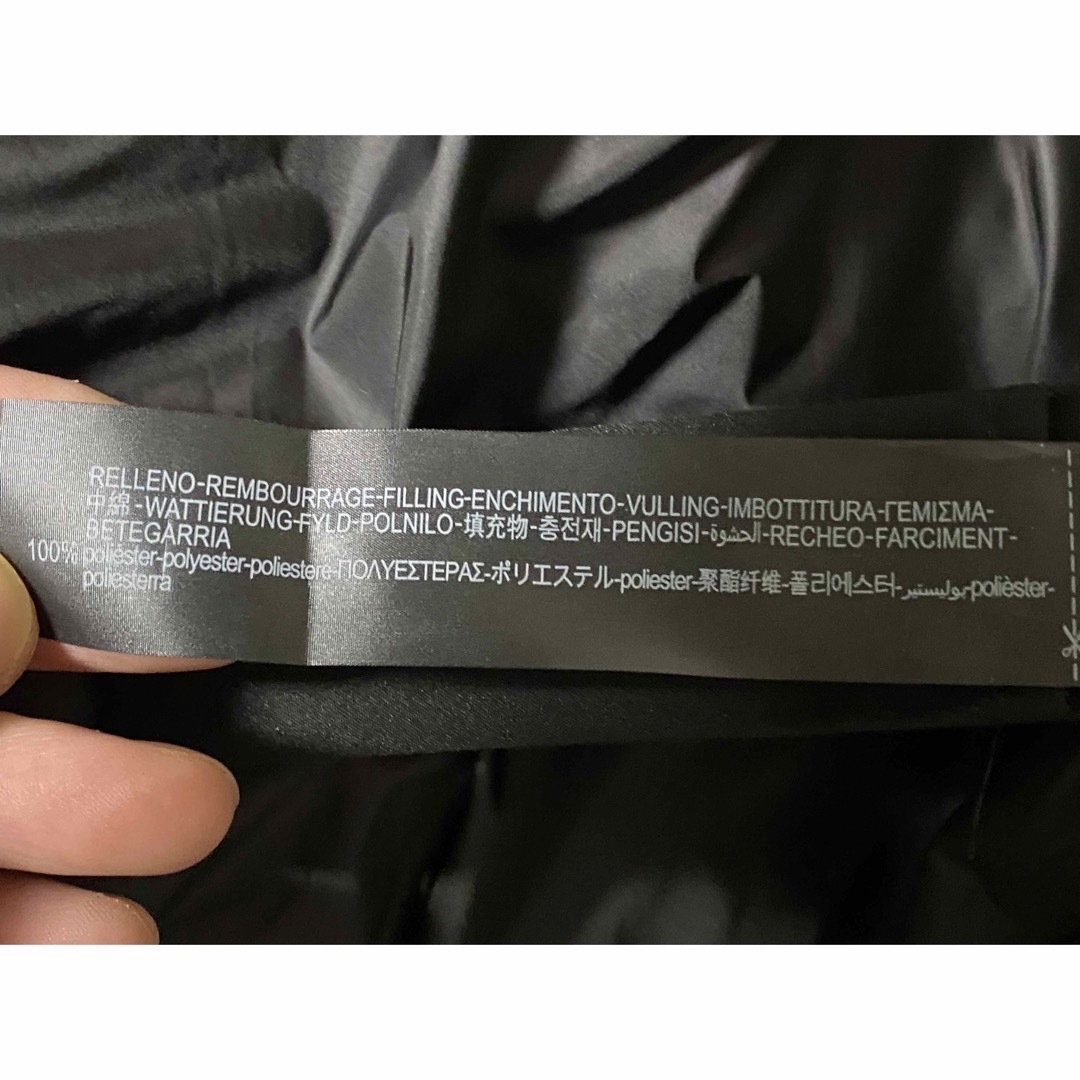 RELLENO-REMBOURRAGE-FILLING-ENCHIMENTO-VULLING-IMBOTTITURA-ΓΕΜΙΣΜΑ-
中綿-WATTIERUNG-FYLD-POLNILO-填充物-충전재-PENGISI-الحشوة-RECHEO-FARCIMENT-
BETEGARRIA
100% poliéster-polyester-poliestere-ΠΟΛΥΕΣΤΕΡΑΣ-ポリエステル-poliester-聚酯纤维-폴리에스터-بوليستير-polièster-
poliesterra